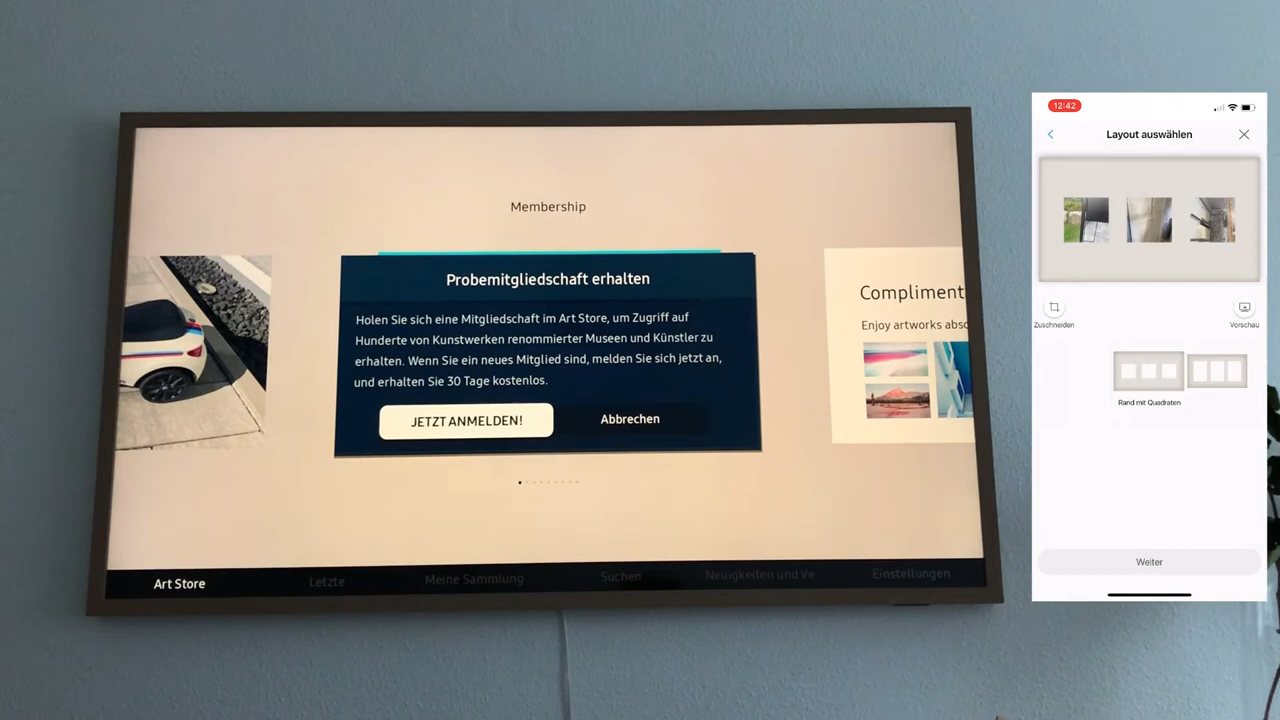 Membership
Probemitgliedschaft erhalten
Holen Sie sich eine Mitgliedschaft im Art Store, um Zugriff auf
Hunderte von Kunstwerken renommierter Museen und Künstler zu
erhalten. Wenn Sie ein neues Mitglied sind, melden Sie sich jetzt an,
und erhalten Sie 30 Tage kostenlos.
JETZT ANMELDEN!
Abbrechen
Compliment
Enjoy artworks abso
Art Store
Letzte
Meine Sammlung
Suchen
Neuigkeiten und Ve
Einstellungen
12:42
Layout auswählen
Zuschneiden
Vorschau
Rand mit Quadraten
Weiter